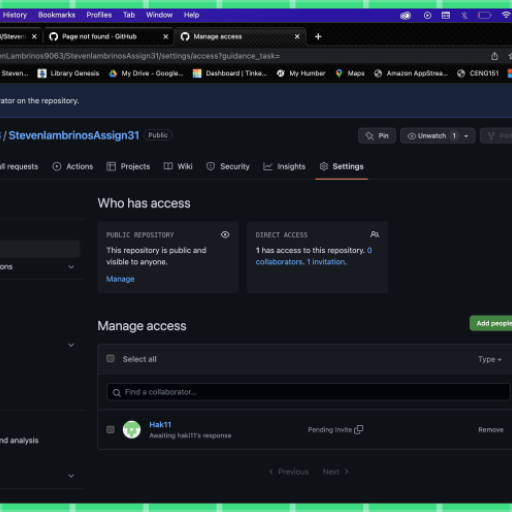 History Bookmarks Profiles Tab Window Help
Page not found · GitHub
Manage access
enLambrinos9063/StevenlambrinosAssign31/settings/access?guidance_task=
Steven... Library Genesis My Drive - Google... Dashboard | Tinke... My Humber Maps Amazon AppStrea... CENG151
ator on the repository.
/ StevenlambrinosAssign31 Public
Pin Unwatch 1
ull requests Actions Projects Wiki Security Insights Settings
Who has access
PUBLIC REPOSITORY
This repository is public and
visible to anyone.
Manage
DIRECT ACCESS
1 has access to this repository. 0
collaborators. 1 invitation.
ons
Manage access
Add people
Select all
Type
Find a collaborator...
Hak11
Awaiting haki11's response
Pending Invite
Remove
nd analysis
Previous Next